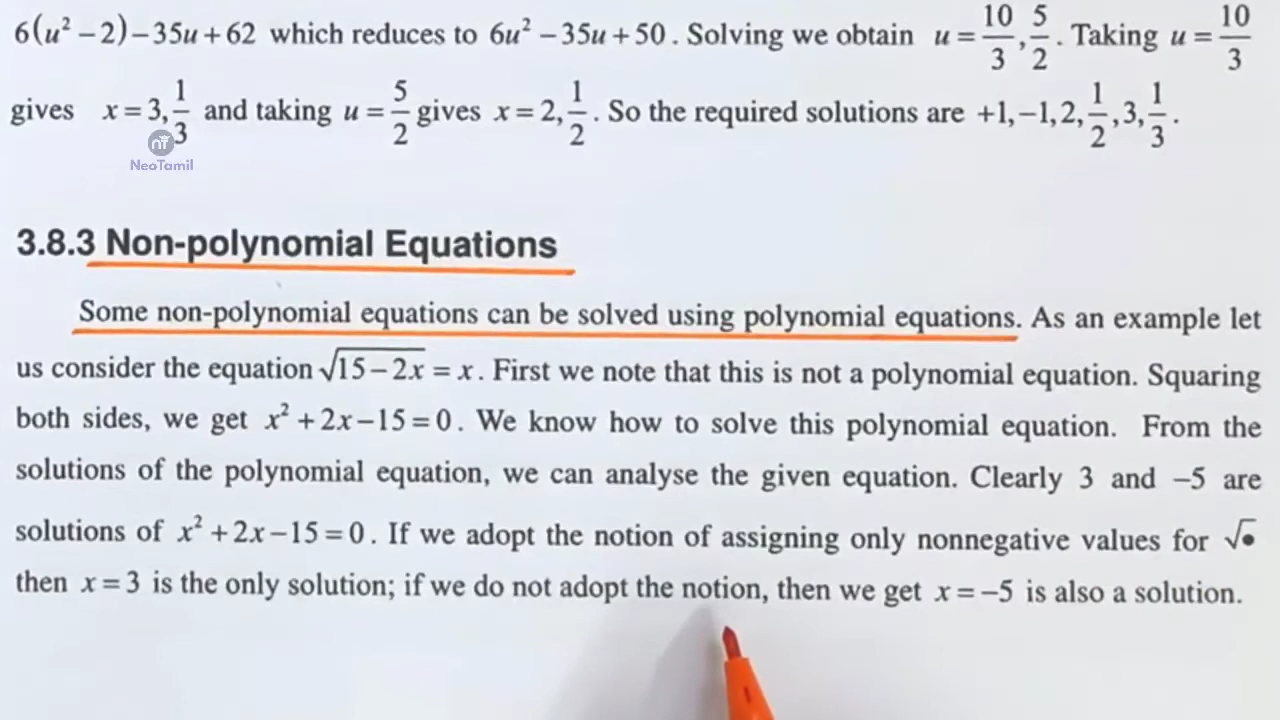 6(u² − 2) − 35u + 62 which reduces to 6u² − 35u + 50. Solving we obtain u = 10/3, 5/2. Taking u = 10/3
gives x = 3, 1/3 and taking u = 5/2 gives x = 2, 1/2. So the required solutions are +1, −1, 2, 1/2, 3, 1/3.
NeoTamil
3.8.3 Non-polynomial Equations
Some non-polynomial equations can be solved using polynomial equations. As an example let
us consider the equation √(15 − 2x) = x. First we note that this is not a polynomial equation. Squaring
both sides, we get x² + 2x − 15 = 0. We know how to solve this polynomial equation. From the
solutions of the polynomial equation, we can analyse the given equation. Clearly 3 and −5 are
solutions of x² + 2x − 15 = 0. If we adopt the notion of assigning only nonnegative values for √•
then x = 3 is the only solution; if we do not adopt the notion, then we get x = −5 is also a solution.